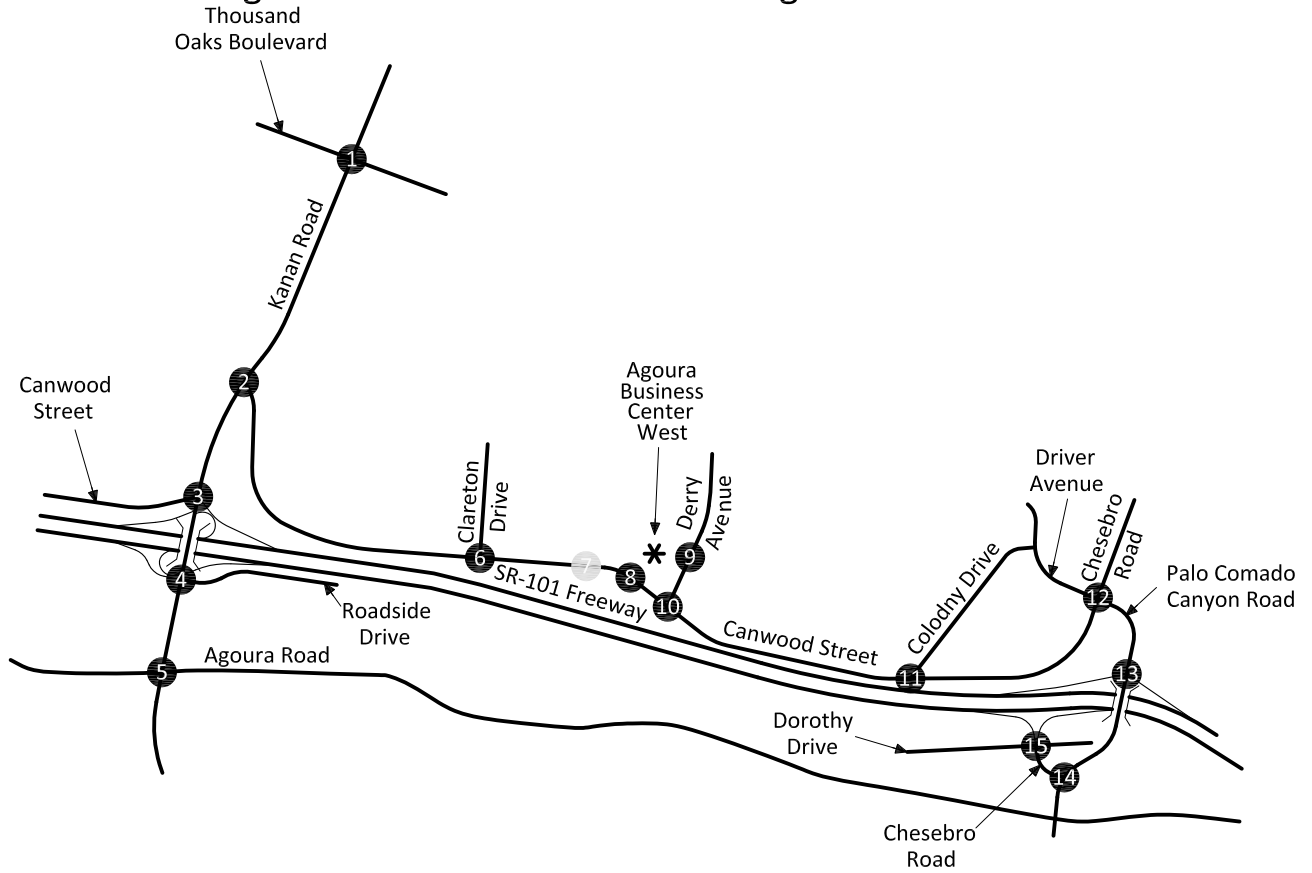 Thousand
Oaks Boulevard
1
Kanan Road
2
Canwood
Street
3
4
Roadside
Drive
5
Agoura Road
Clareton
Drive
6
7
SR-101 Freeway
8
Agoura
Business
Center
West
Derry
Avenue
9
10
Canwood Street
Colodny Drive
11
Driver
Avenue
Chesebro
Road
12
Palo Comado
Canyon Road
13
Dorothy
Drive
15
14
Chesebro
Road